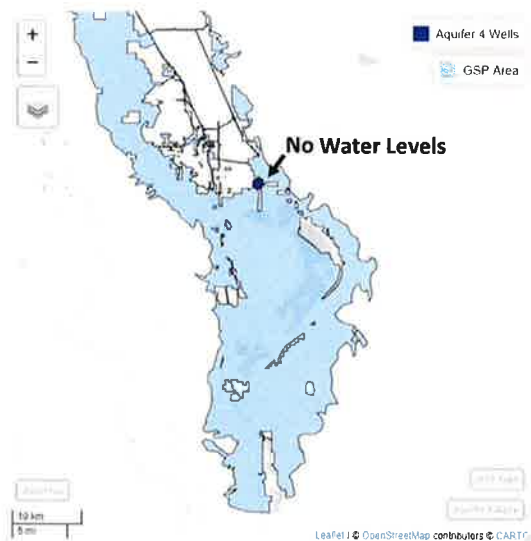 +
Aquifer 4 Wells
−
GSP Area
No Water Levels
10 km
5 mi
Leaflet | © OpenStreetMap contributors © CARTO